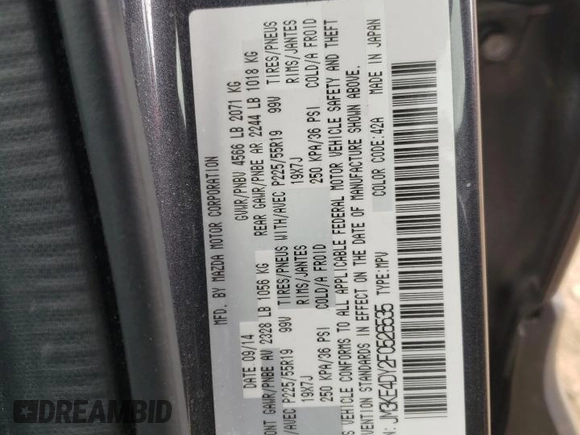 MFD. BY MAZDA MOTOR CORPORATION
DATE 09/14 GVWR/PNBV 4566 LB 2071 KG
GAWR/PNBE AV 2328 LB 1056 KG REAR GAWR/PNBE AR 2244 LB 1018 KG
P225/55R19 99V TIRES/PNEUS WITH/AVEC P225/55R19 99V TIRES/PNEUS
19X7J RIMS/JANTES 19X7J RIMS/JANTES
250 KPA/36 PSI COLD/A FROID 250 KPA/36 PSI COLD/A FROID
VEHICLE CONFORMS TO ALL APPLICABLE FEDERAL MOTOR VEHICLE SAFETY AND THEFT
IN EFFECT ON THE DATE OF MANUFACTURE SHOWN ABOVE.
JM3KE4DY2F0526535 TYPE:MPV COLOR CODE:42A MADE IN JAPAN
DREAMBID